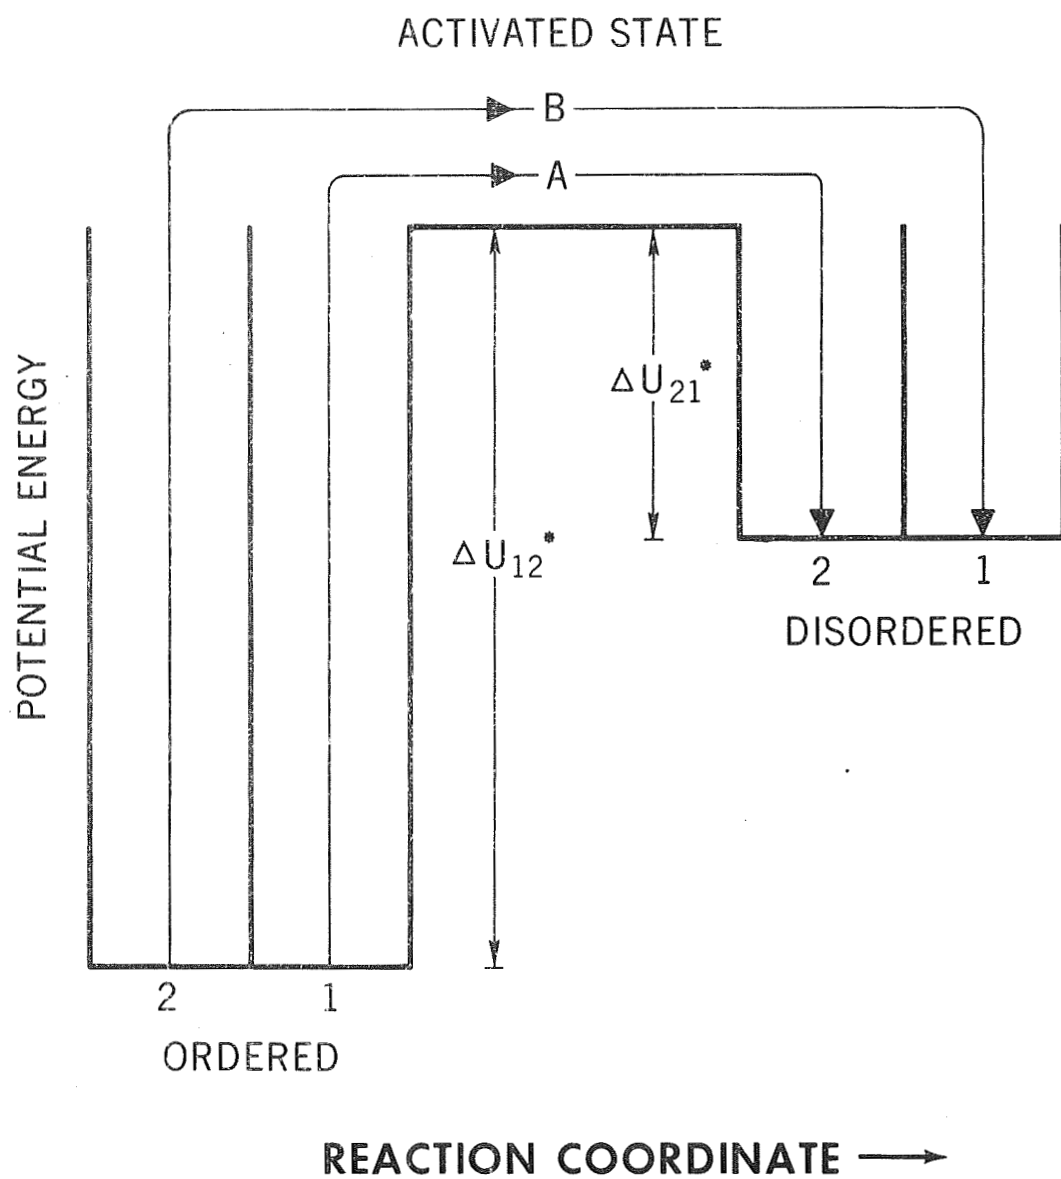 ACTIVATED STATE
B
A
ΔU21*
ΔU12*
POTENTIAL ENERGY
2 1
DISORDERED
2 1
ORDERED
REACTION COORDINATE →